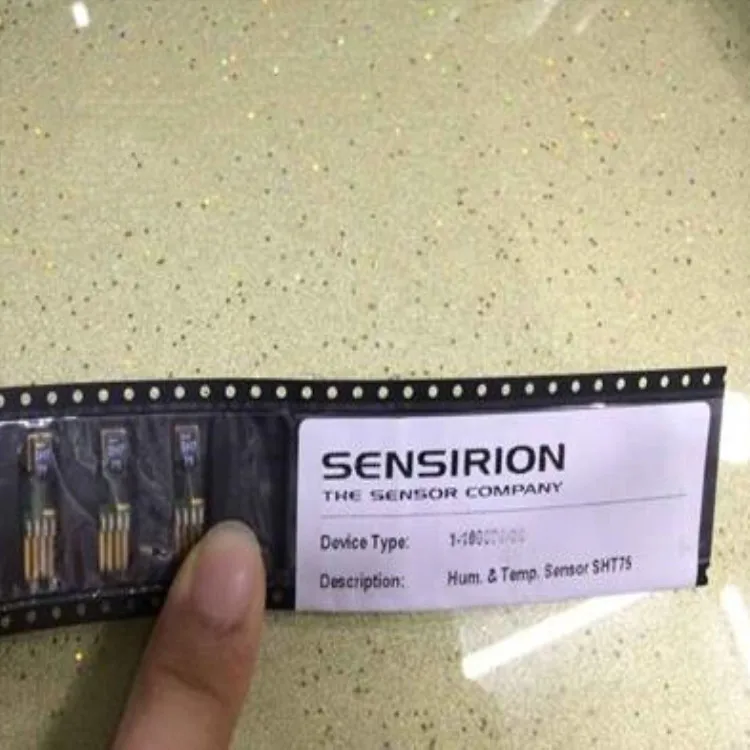 SENSIRION
THE SENSOR COMPANY
Device Type:
Description: Hum. & Temp. Sensor SHT75